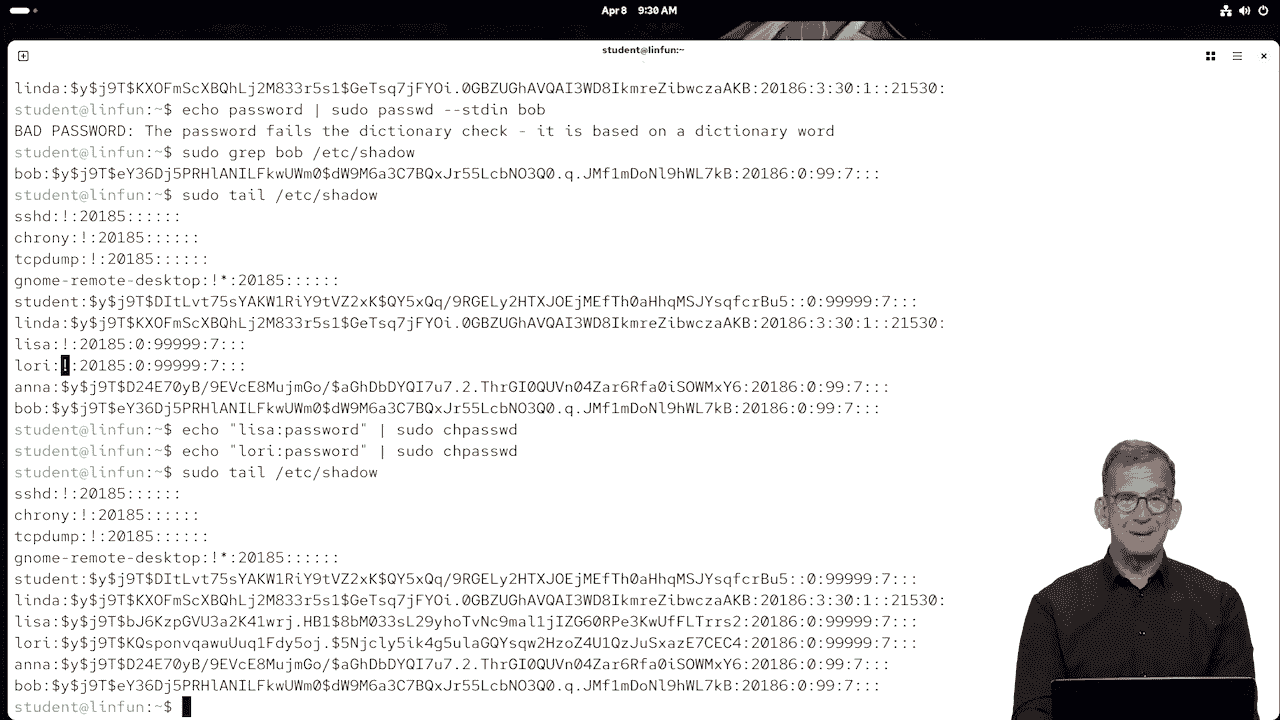 Apr 8 9:30 AM
student@linfun:~
linda:$y$j9T$KXOFmScXBQhLj2M833r5s1$GeTsq7jFYOi.0GBZUGhAVQAI3WD8IkmreZibwczaAKB:20186:3:30:1::21530:
student@linfun:~$ echo password | sudo passwd --stdin bob
BAD PASSWORD: The password fails the dictionary check - it is based on a dictionary word
student@linfun:~$ sudo grep bob /etc/shadow
bob:$y$j9T$eY36Dj5PRHlANILFkwUWm0$dW9M6a3C7BQxJr55LcbNO3Q0.q.JMf1mDoNl9hWL7kB:20186:0:99:7:::
student@linfun:~$ sudo tail /etc/shadow
sshd:!:20185::::::
chrony:!:20185::::::
tcpdump:!:20185::::::
gnome-remote-desktop:!*:20185::::::
student:$y$j9T$DItLvt75sYAKW1RiY9tVZ2xK$QY5xQq/9RGELy2HTXJOEjMEfTh0aHhqMSJYsqfcrBu5::0:99999:7:::
linda:$y$j9T$KXOFmScXBQhLj2M833r5s1$GeTsq7jFYOi.0GBZUGhAVQAI3WD8IkmreZibwczaAKB:20186:3:30:1::21530:
lisa:!:20185:0:99999:7:::
lori:!:20185:0:99999:7:::
anna:$y$j9T$D24E70yB/9EVcE8MujmGo/$aGhDbDYQI7u7.2.ThrGI0QUVn04Zar6Rfa0iSOWMxY6:20186:0:99:7:::
bob:$y$j9T$eY36Dj5PRHlANILFkwUWm0$dW9M6a3C7BQxJr55LcbNO3Q0.q.JMf1mDoNl9hWL7kB:20186:0:99:7:::
student@linfun:~$ echo "lisa:password" | sudo chpasswd
student@linfun:~$ echo "lori:password" | sudo chpasswd
student@linfun:~$ sudo tail /etc/shadow
sshd:!:20185::::::
chrony:!:20185::::::
tcpdump:!:20185::::::
gnome-remote-desktop:!*:20185::::::
student:$y$j9T$DItLvt75sYAKW1RiY9tVZ2xK$QY5xQq/9RGELy2HTXJOEjMEfTh0aHhqMSJYsqfcrBu5::0:99999:7:::
linda:$y$j9T$KXOFmScXBQhLj2M833r5s1$GeTsq7jFYOi.0GBZUGhAVQAI3WD8IkmreZibwczaAKB:20186:3:30:1::21530:
lisa:$y$j9T$bJ6KzpGVU3a2K41wrj.HB1$8bM033sL29yhoTvNc9mal1jIZG60RPe3KwUfFLTrrs2:20186:0:99999:7:::
lori:$y$j9T$KQsponvqawuUuq1Fdy5oj.$5Njcly5ik4g5ulaGQYsqw2HzoZ4U1QzJuSxazE7CEC4:20186:0:99999:7:::
anna:$y$j9T$D24E70yB/9EVcE8MujmGo/$aGhDbDYQI7u7.2.ThrGI0QUVn04Zar6Rfa0iSOWMxY6:20186:0:99:7:::
bob:$y$j9T$eY36Dj5PRHlANILFkwUWm0$dW9M6a3C7BQxJr55LcbNO3Q0.q.JMf1mDoNl9hWL7kB:20186:0:99:7:::
student@linfun:~$